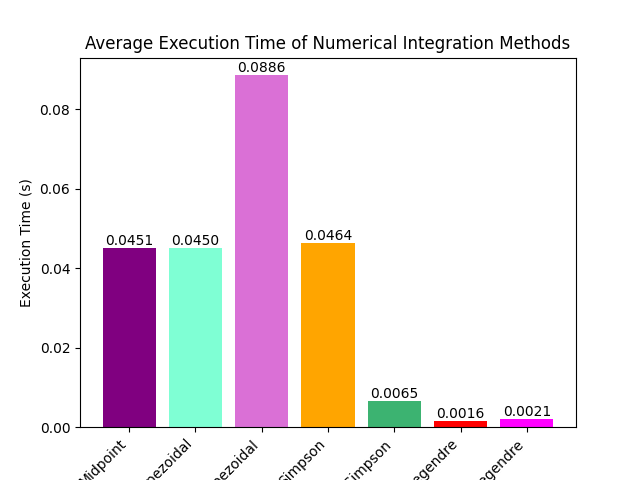 Average Execution Time of Numerical Integration Methods
Execution Time (s)
0.08
0.06
0.04
0.02
0.00
0.0451
0.0450
0.0886
0.0464
0.0065
0.0016
0.0021
Midpoint
pezoidal
pezoidal
Simpson
Simpson
egendre
egendre